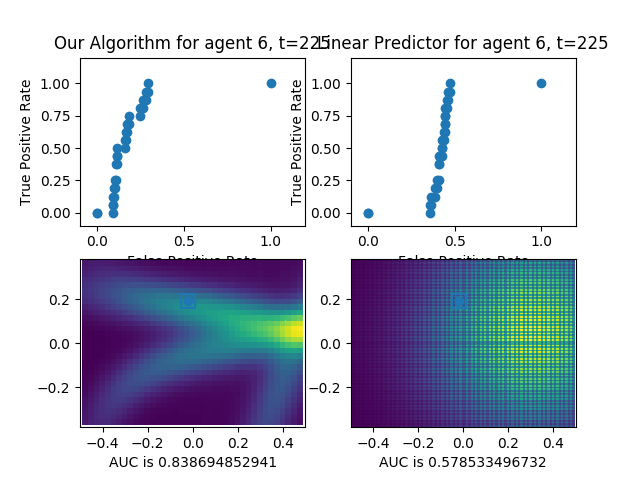 Our Algorithm for agent 6, t=225
Linear Predictor for agent 6, t=225
True Positive Rate
1.00
0.75
0.50
0.25
0.00
0.0 0.5 1.0
False Positive Rate
True Positive Rate
1.00
0.75
0.50
0.25
0.00
0.0 0.5 1.0
False Positive Rate
0.2
0.0
−0.2
−0.4 −0.2 0.0 0.2 0.4
AUC is 0.838694852941
0.2
0.0
−0.2
−0.4 −0.2 0.0 0.2 0.4
AUC is 0.578533496732